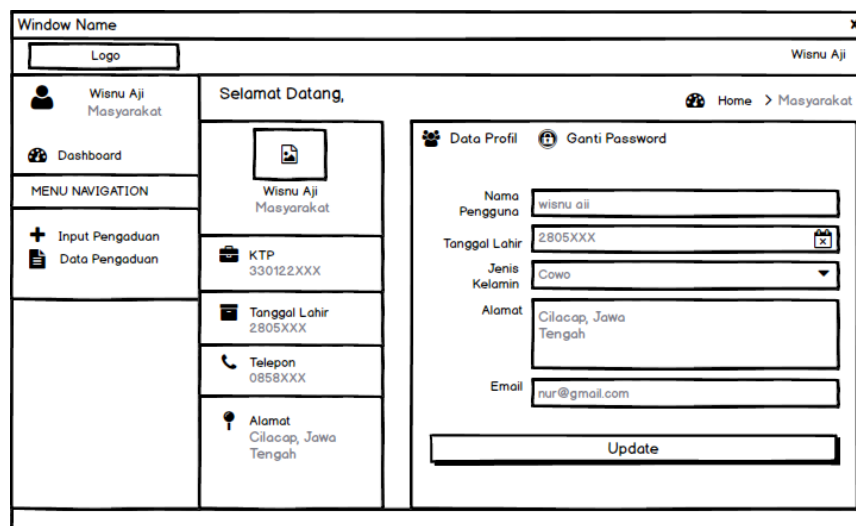 Window Name
Logo
Wisnu Aji
Wisnu Aji
Masyarakat
Dashboard
MENU NAVIGATION
Input Pengaduan
Data Pengaduan
Selamat Datang,
Home > Masyarakat
Wisnu Aji
Masyarakat
KTP
330122XXX
Tanggal Lahir
2805XXX
Telepon
0858XXX
Alamat
Cilacap, Jawa
Tengah
Data Profil
Ganti Password
Nama
Pengguna
wisnu aii
Tanggal Lahir
2805XXX
Jenis
Kelamin
Cowo
Alamat
Cilacap, Jawa
Tengah
Email
nur@gmail.com
Update